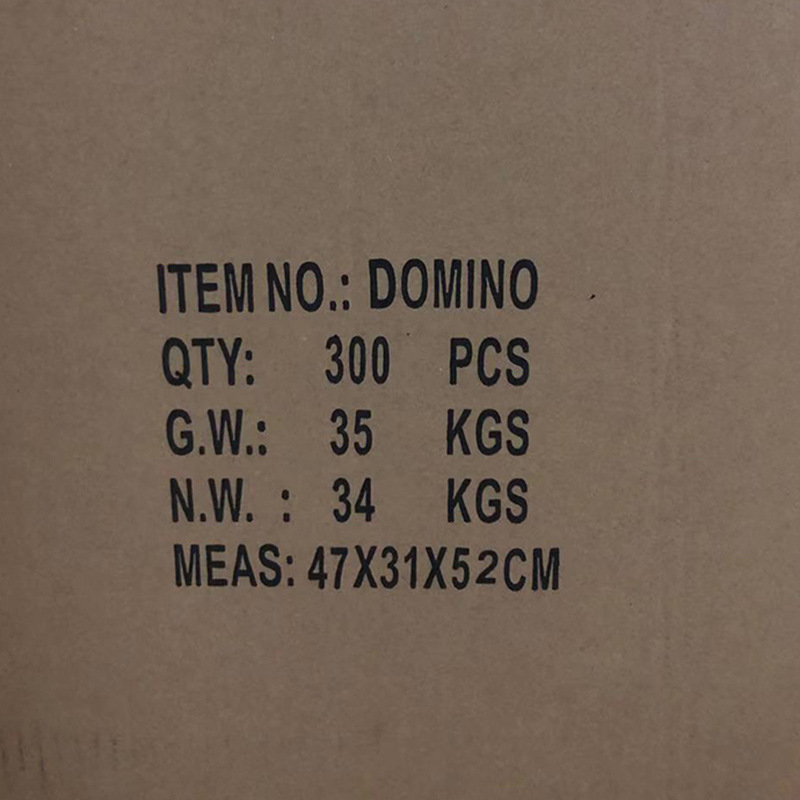 ITEM NO.: DOMINO
QTY: 300 PCS
G.W.: 35 KGS
N.W. : 34 KGS
MEAS: 47X31X52CM